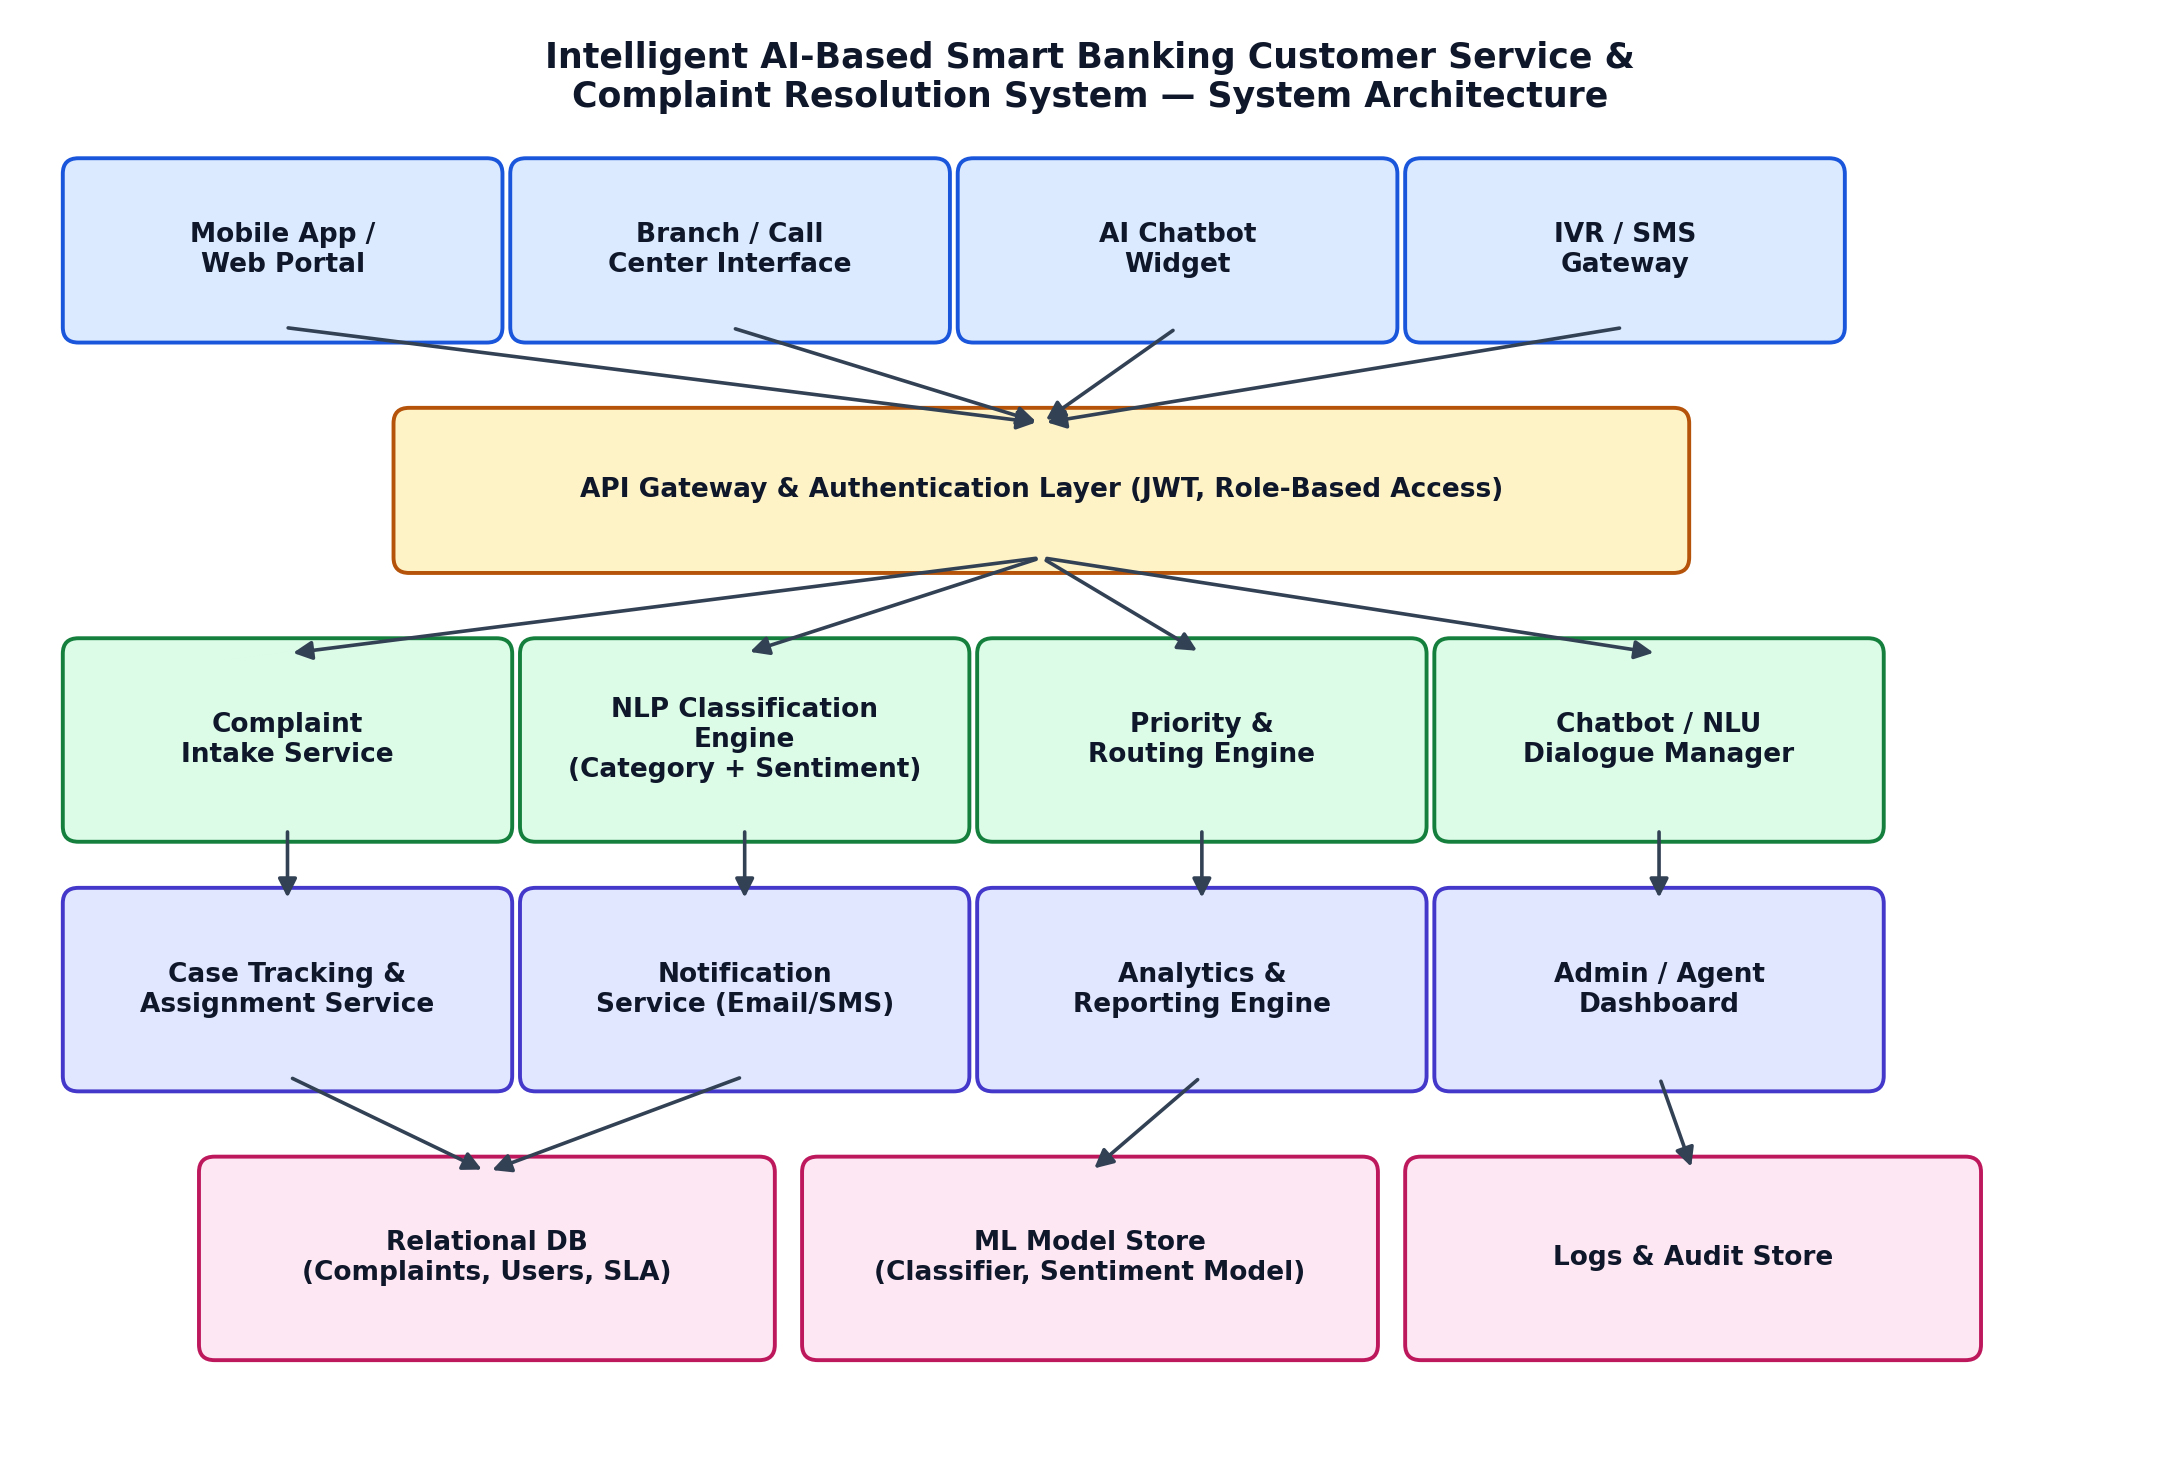 Intelligent AI-Based Smart Banking Customer Service &
Complaint Resolution System — System Architecture
Mobile App /
Web Portal
Branch / Call
Center Interface
AI Chatbot
Widget
IVR / SMS
Gateway
API Gateway & Authentication Layer (JWT, Role-Based Access)
Complaint
Intake Service
NLP Classification
Engine
(Category + Sentiment)
Priority &
Routing Engine
Chatbot / NLU
Dialogue Manager
Case Tracking &
Assignment Service
Notification
Service (Email/SMS)
Analytics &
Reporting Engine
Admin / Agent
Dashboard
Relational DB
(Complaints, Users, SLA)
ML Model Store
(Classifier, Sentiment Model)
Logs & Audit Store